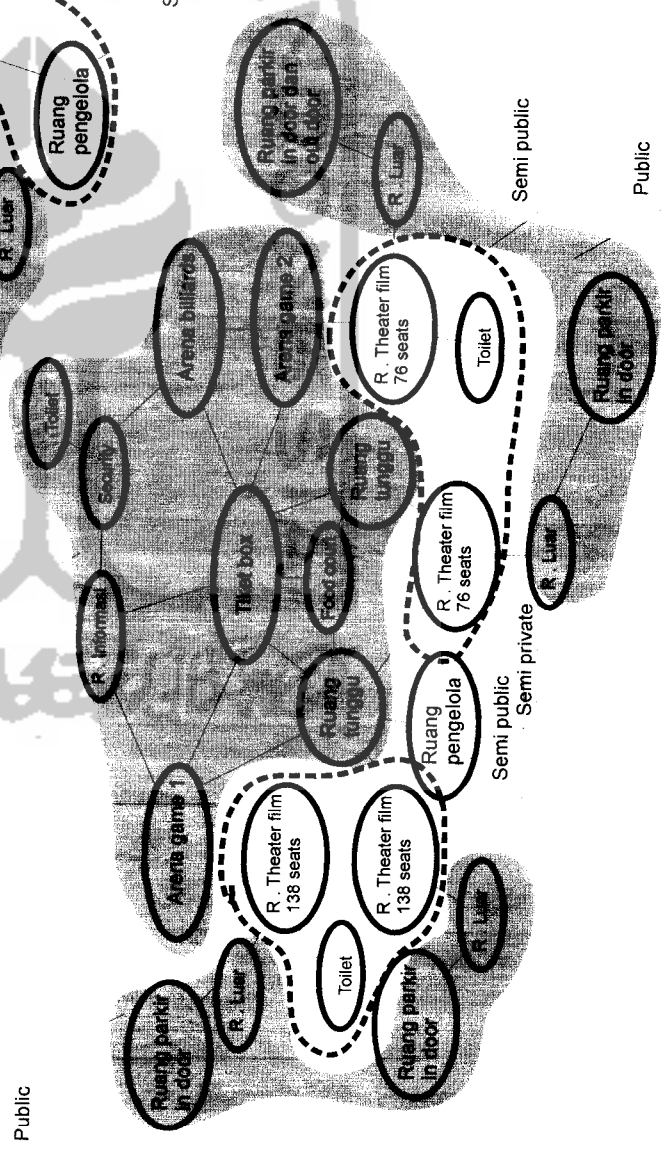 Public
Ruang parkir
in door
R . Luar
Ruang parkir
in door
R . Luar
Toilet
R . Theater film
138 seats
R . Theater film
138 seats
Arena game 1
Ruang
tunggu
Ruang
pengelola
Semi public
Semi private
R . Informasi
Security
Toilet
Tiket box
Food court
Ruang
tunggu
Arena billiards
Arena game 2
R . Theater film
76 seats
R . Theater film
76 seats
Toilet
R . Luar
Ruang parkir
in door
R . Luar
Ruang parkir
in door dan
out door
Semi public
Public
R . Luar
Ruang
pengelola